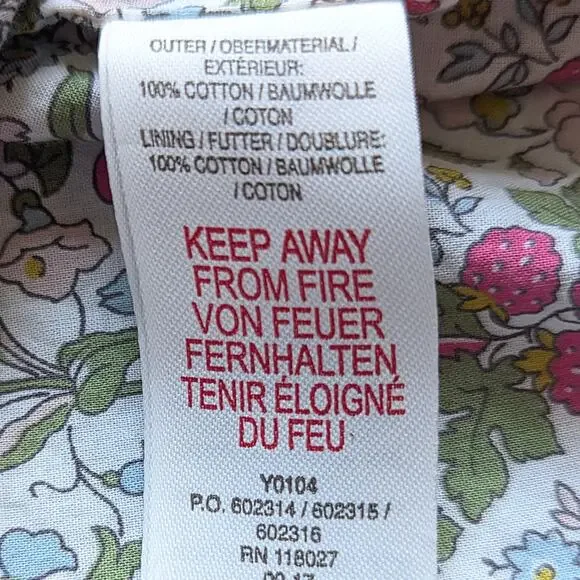 OUTER / OBERMATERIAL /
EXTÉRIEUR:
100% COTTON / BAUMWOLLE
/ COTON
LINING / FUTTER / DOUBLURE:
100% COTTON / BAUMWOLLE
/ COTON
KEEP AWAY
FROM FIRE
VON FEUER
FERNHALTEN
TENIR ÉLOIGNÉ
DU FEU
Y0104
P.O. 602314 / 602315 /
602316
RN 118027